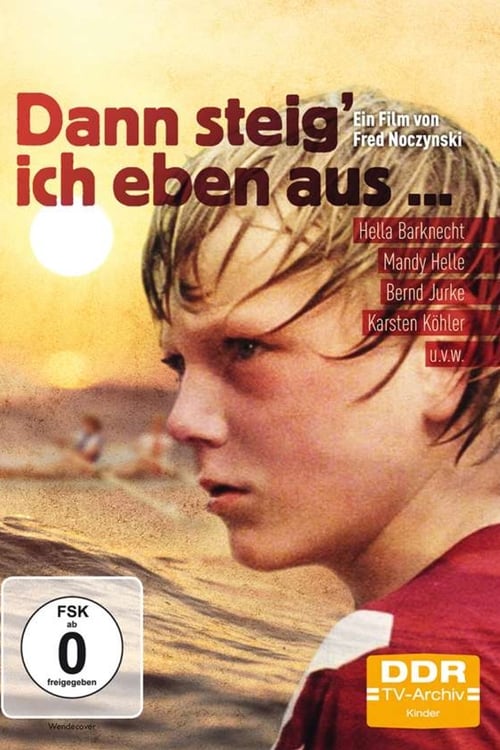 Dann steig'
ich eben aus ...
Ein Film von
Fred Noczynski
Hella Barknecht
Mandy Helle
Bernd Jurke
Karsten Köhler
u.v.w.
FSK
ab
0
freigegeben
Wendecover
DDR
TV-Archiv
Kinder